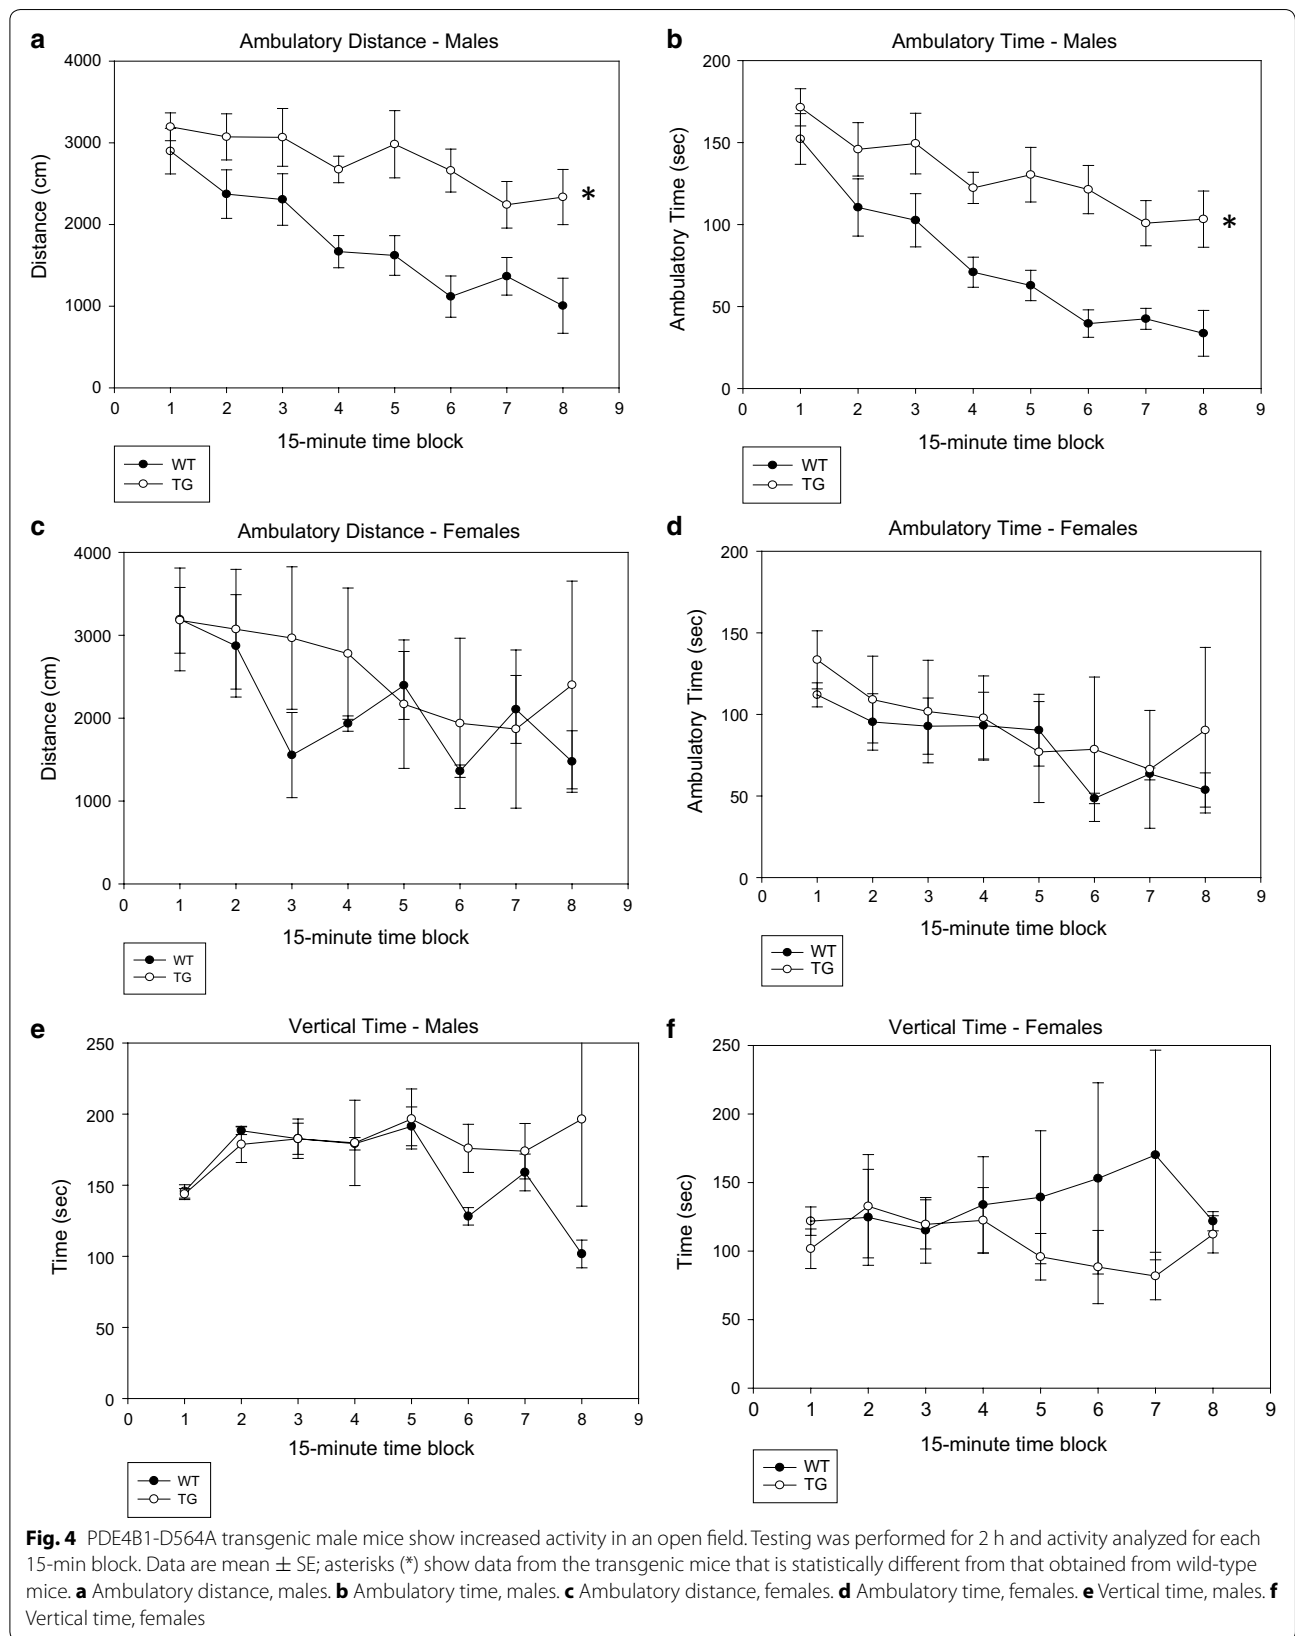 a
Ambulatory Distance - Males
4000
3000
2000
1000
0
Distance (cm)
*
0 1 2 3 4 5 6 7 8 9
15-minute time block
WT
TG
b
Ambulatory Time - Males
200
150
100
50
0
Ambulatory Time (sec)
*
0 1 2 3 4 5 6 7 8 9
15-minute time block
WT
TG
c
Ambulatory Distance - Females
4000
3000
2000
1000
0
Distance (cm)
0 1 2 3 4 5 6 7 8 9
15-minute time block
WT
TG
d
Ambulatory Time - Females
200
150
100
50
0
Ambulatory Time (sec)
0 1 2 3 4 5 6 7 8 9
15-minute time block
WT
TG
e
Vertical Time - Males
250
200
150
100
50
0
Time (sec)
0 1 2 3 4 5 6 7 8 9
15-minute time block
WT
TG
f
Vertical Time - Females
250
200
150
100
50
0
Time (sec)
0 1 2 3 4 5 6 7 8 9
15-minute time block
WT
TG
Fig. 4 PDE4B1-D564A transgenic male mice show increased activity in an open field. Testing was performed for 2 h and activity analyzed for each
15-min block. Data are mean ± SE; asterisks (*) show data from the transgenic mice that is statistically different from that obtained from wild-type
mice. a Ambulatory distance, males. b Ambulatory time, males. c Ambulatory distance, females. d Ambulatory time, females. e Vertical time, males. f
Vertical time, females